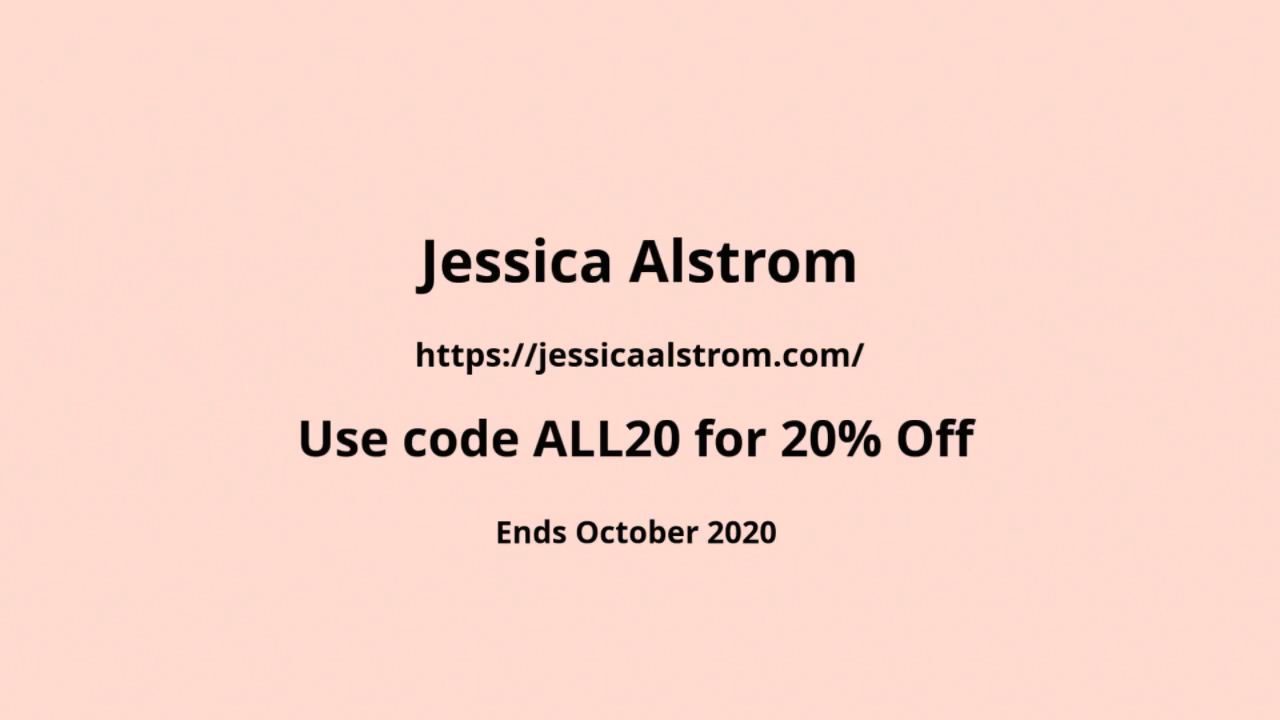 Jessica Alstrom
https://jessicaalstrom.com/
Use code ALL20 for 20% Off
Ends October 2020